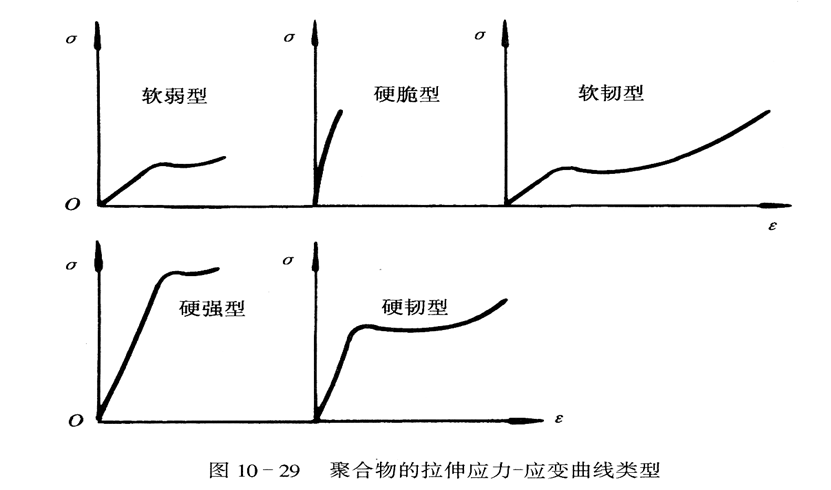 σ σ σ
软弱型 硬脆型 软韧型
O
ε
σ σ
硬强型 硬韧型
O ε
图 10-29 聚合物的拉伸应力-应变曲线类型